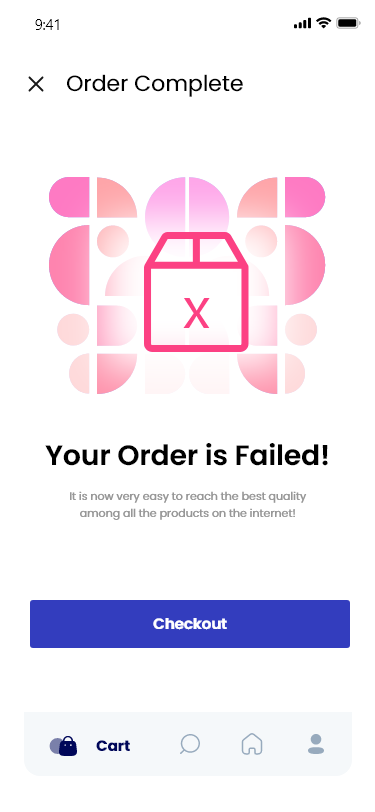 9:41
Order Complete
X
Your Order is Failed!
It is now very easy to reach the best quality
among all the products on the internet!
Checkout
Cart